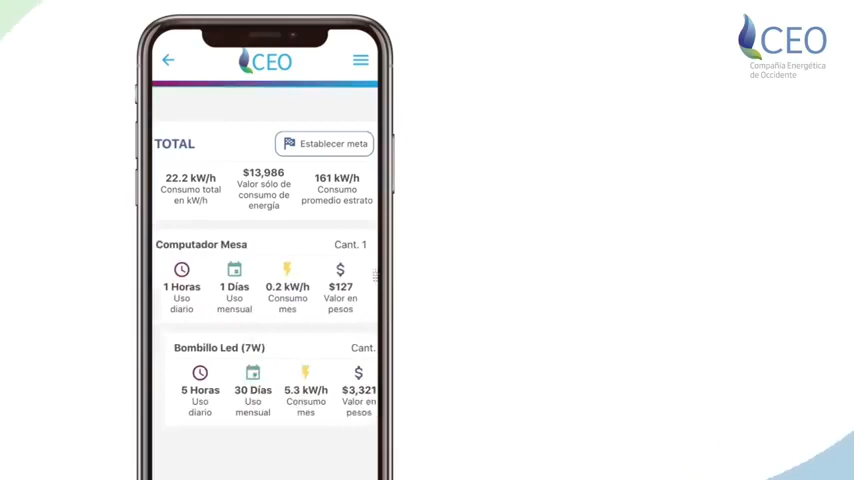 CEO
Compañía Energética
de Occidente
CEO
TOTAL
Establecer meta
22.2 kW/h
Consumo total
en kW/h
$13,986
Valor sólo de
consumo de
energía
161 kW/h
Consumo
promedio estrato
Computador Mesa
Cant. 1
1 Horas
Uso
diario
1 Días
Uso
mensual
0.2 kW/h
Consumo
mes
$127
Valor en
pesos
Bombillo Led (7W)
Cant.
5 Horas
Uso
diario
30 Días
Uso
mensual
5.3 kW/h
Consumo
mes
$3,321
Valor en
pesos